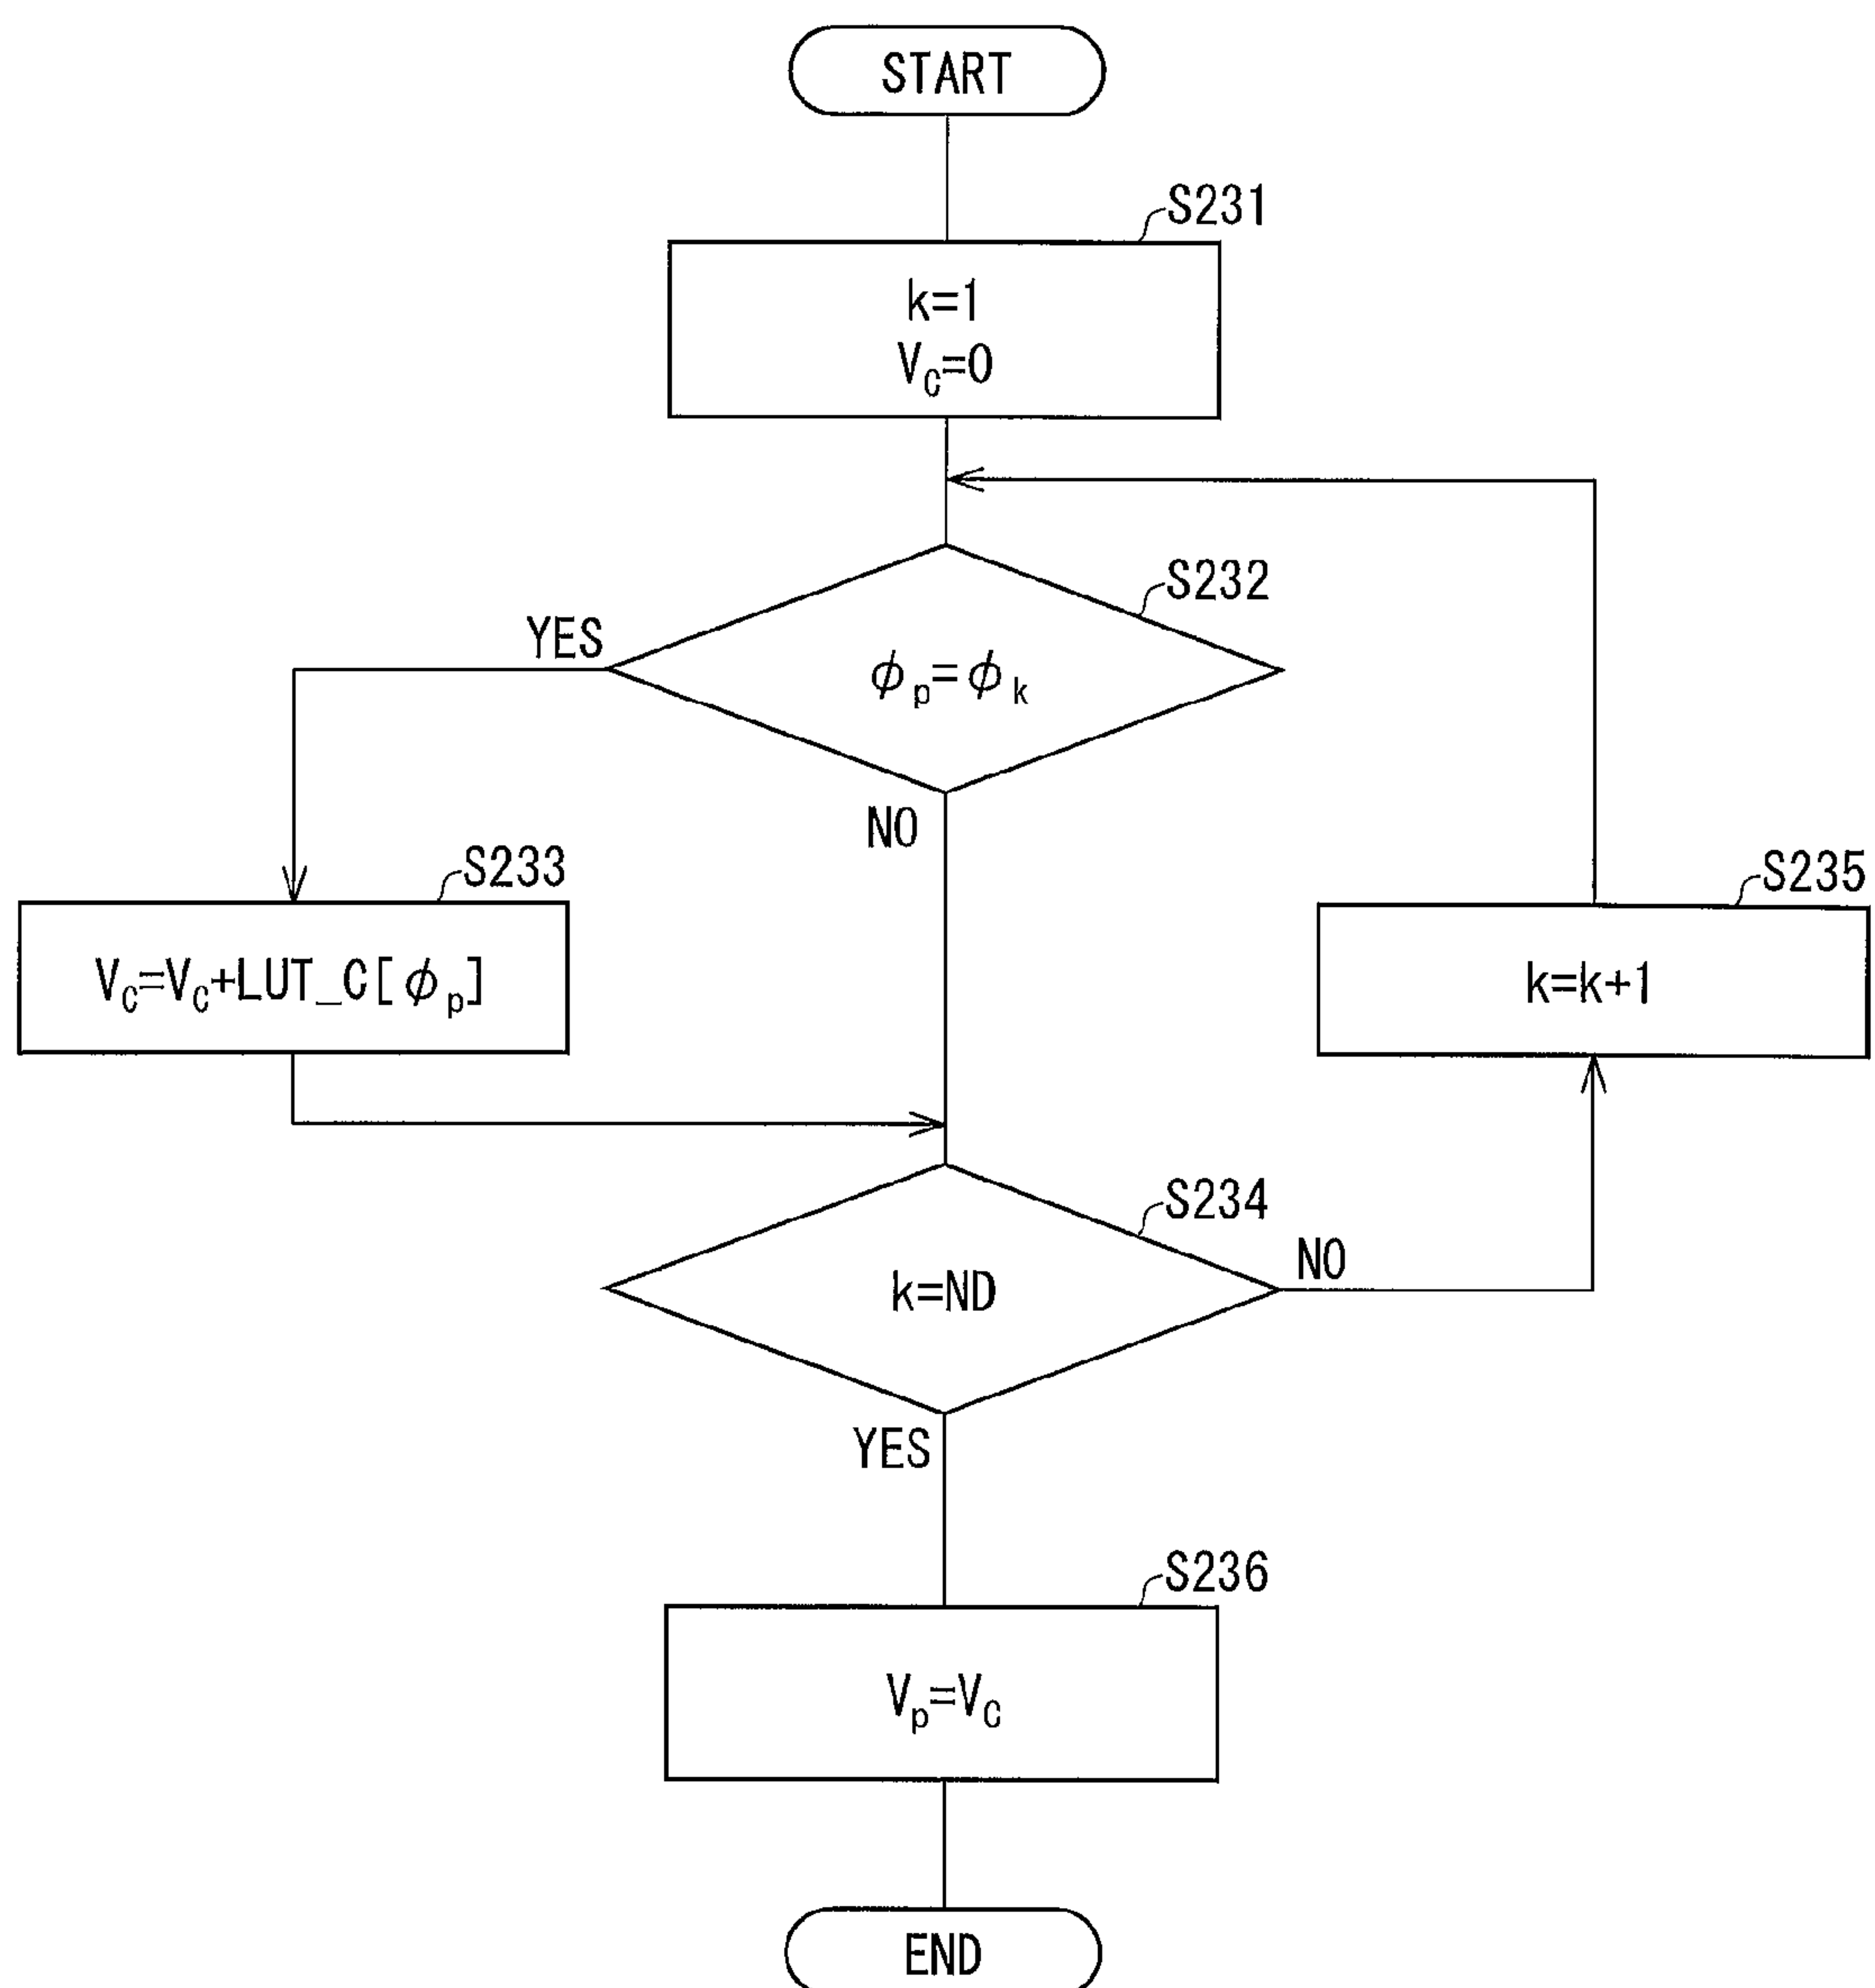 START
S231
k=1
V_C=0
S232
YES
ϕ_p=ϕ_k
NO
S233
V_C=V_C+LUT_C[ϕ_p]
S235
k=k+1
S234
NO
k=ND
YES
S236
V_p=V_C
END